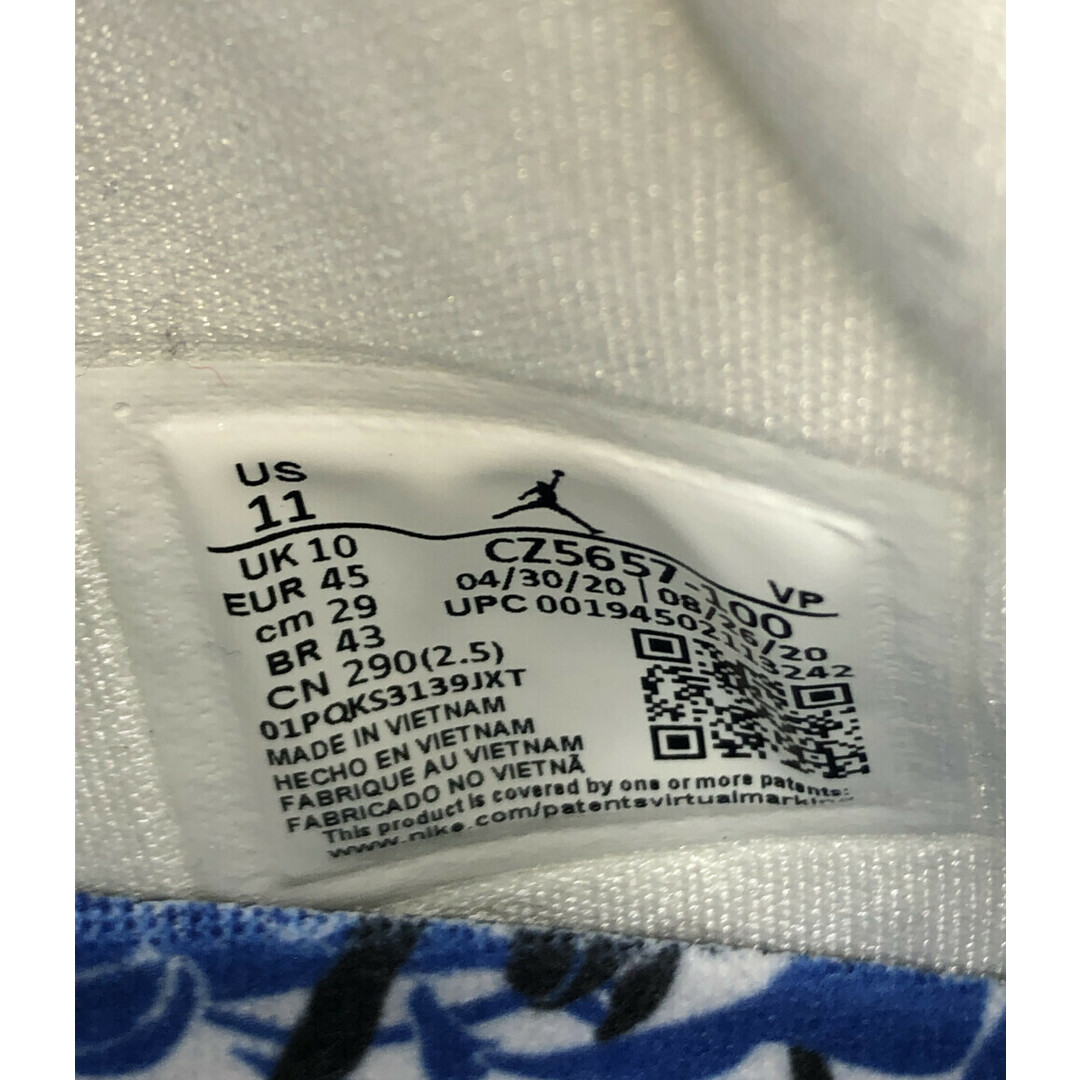 US
11
UK 10
EUR 45
cm 29
BR 43
CN 290(2.5)
01PQKS3139JXT
MADE IN VIETNAM
HECHO EN VIETNAM
FABRIQUE AU VIETNAM
FABRICADO NO VIETNÃ
This product is covered by one or more patents:
www.nike.com/patentsvirtualmarking
CZ5657-100 VP
04/30/20 | 08/26/20
UPC 00194502113242